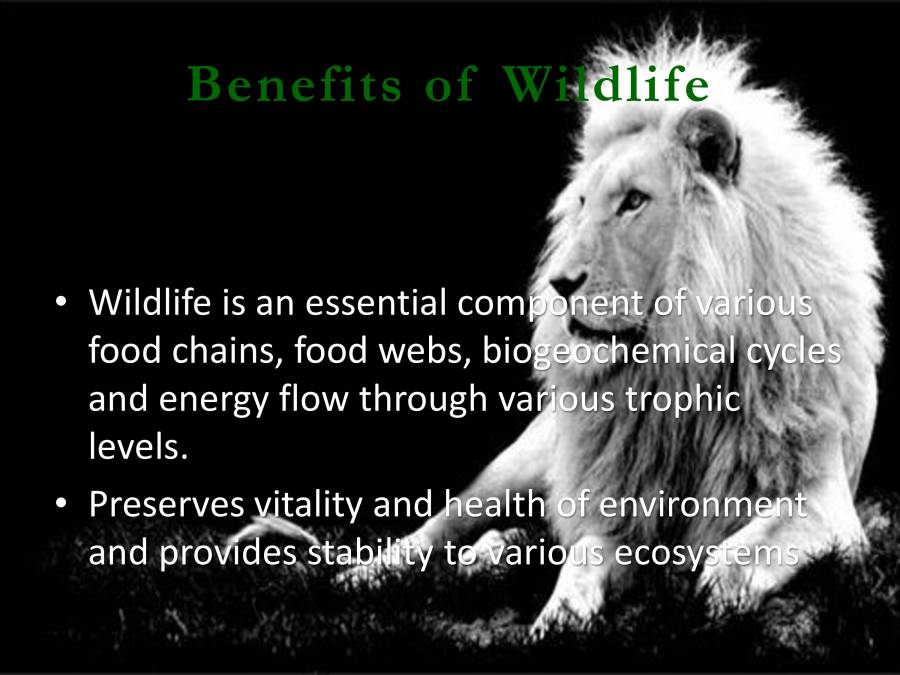 Benefits of Wildlife
• Wildlife is an essential component of various
food chains, food webs, biogeochemical cycles
and energy flow through various trophic
levels.
• Preserves vitality and health of environment
and provides stability to various ecosystems